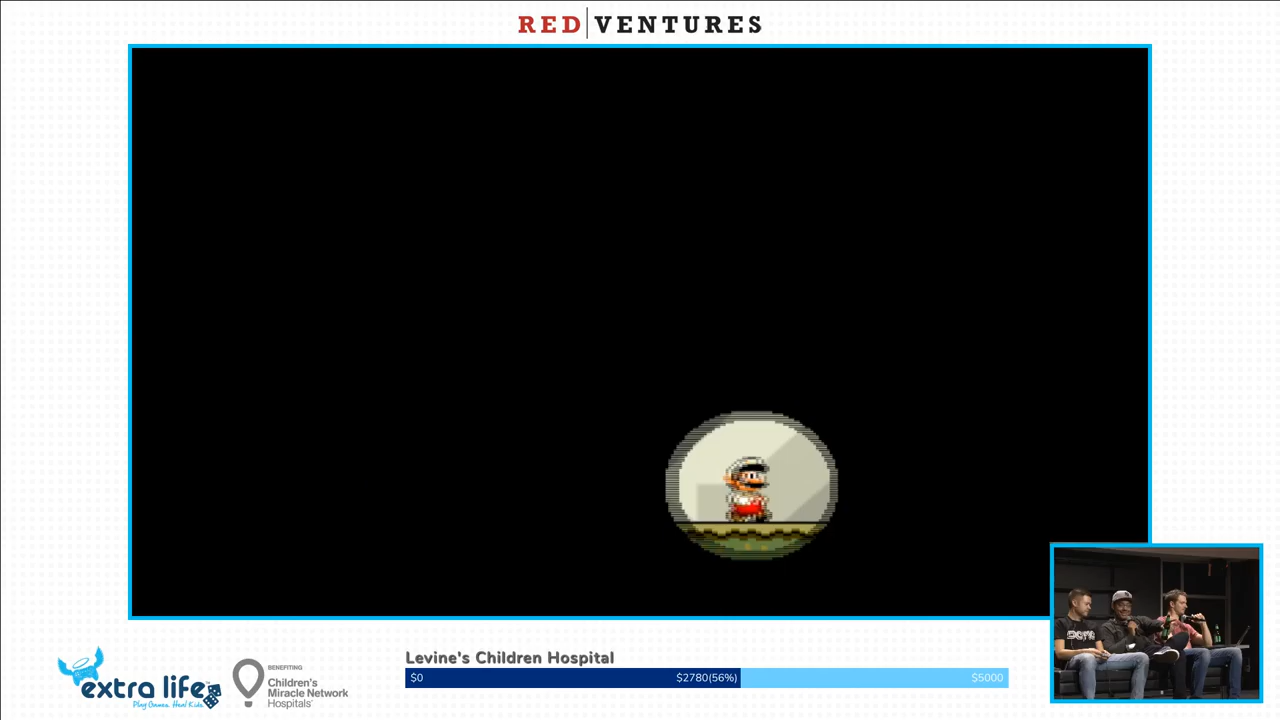 RED VENTURES
Levine's Children Hospital
$0 $2780(56%) $5000
extra life
Play Games. Heal Kids.
BENEFITING
Children's
Miracle Network
Hospitals